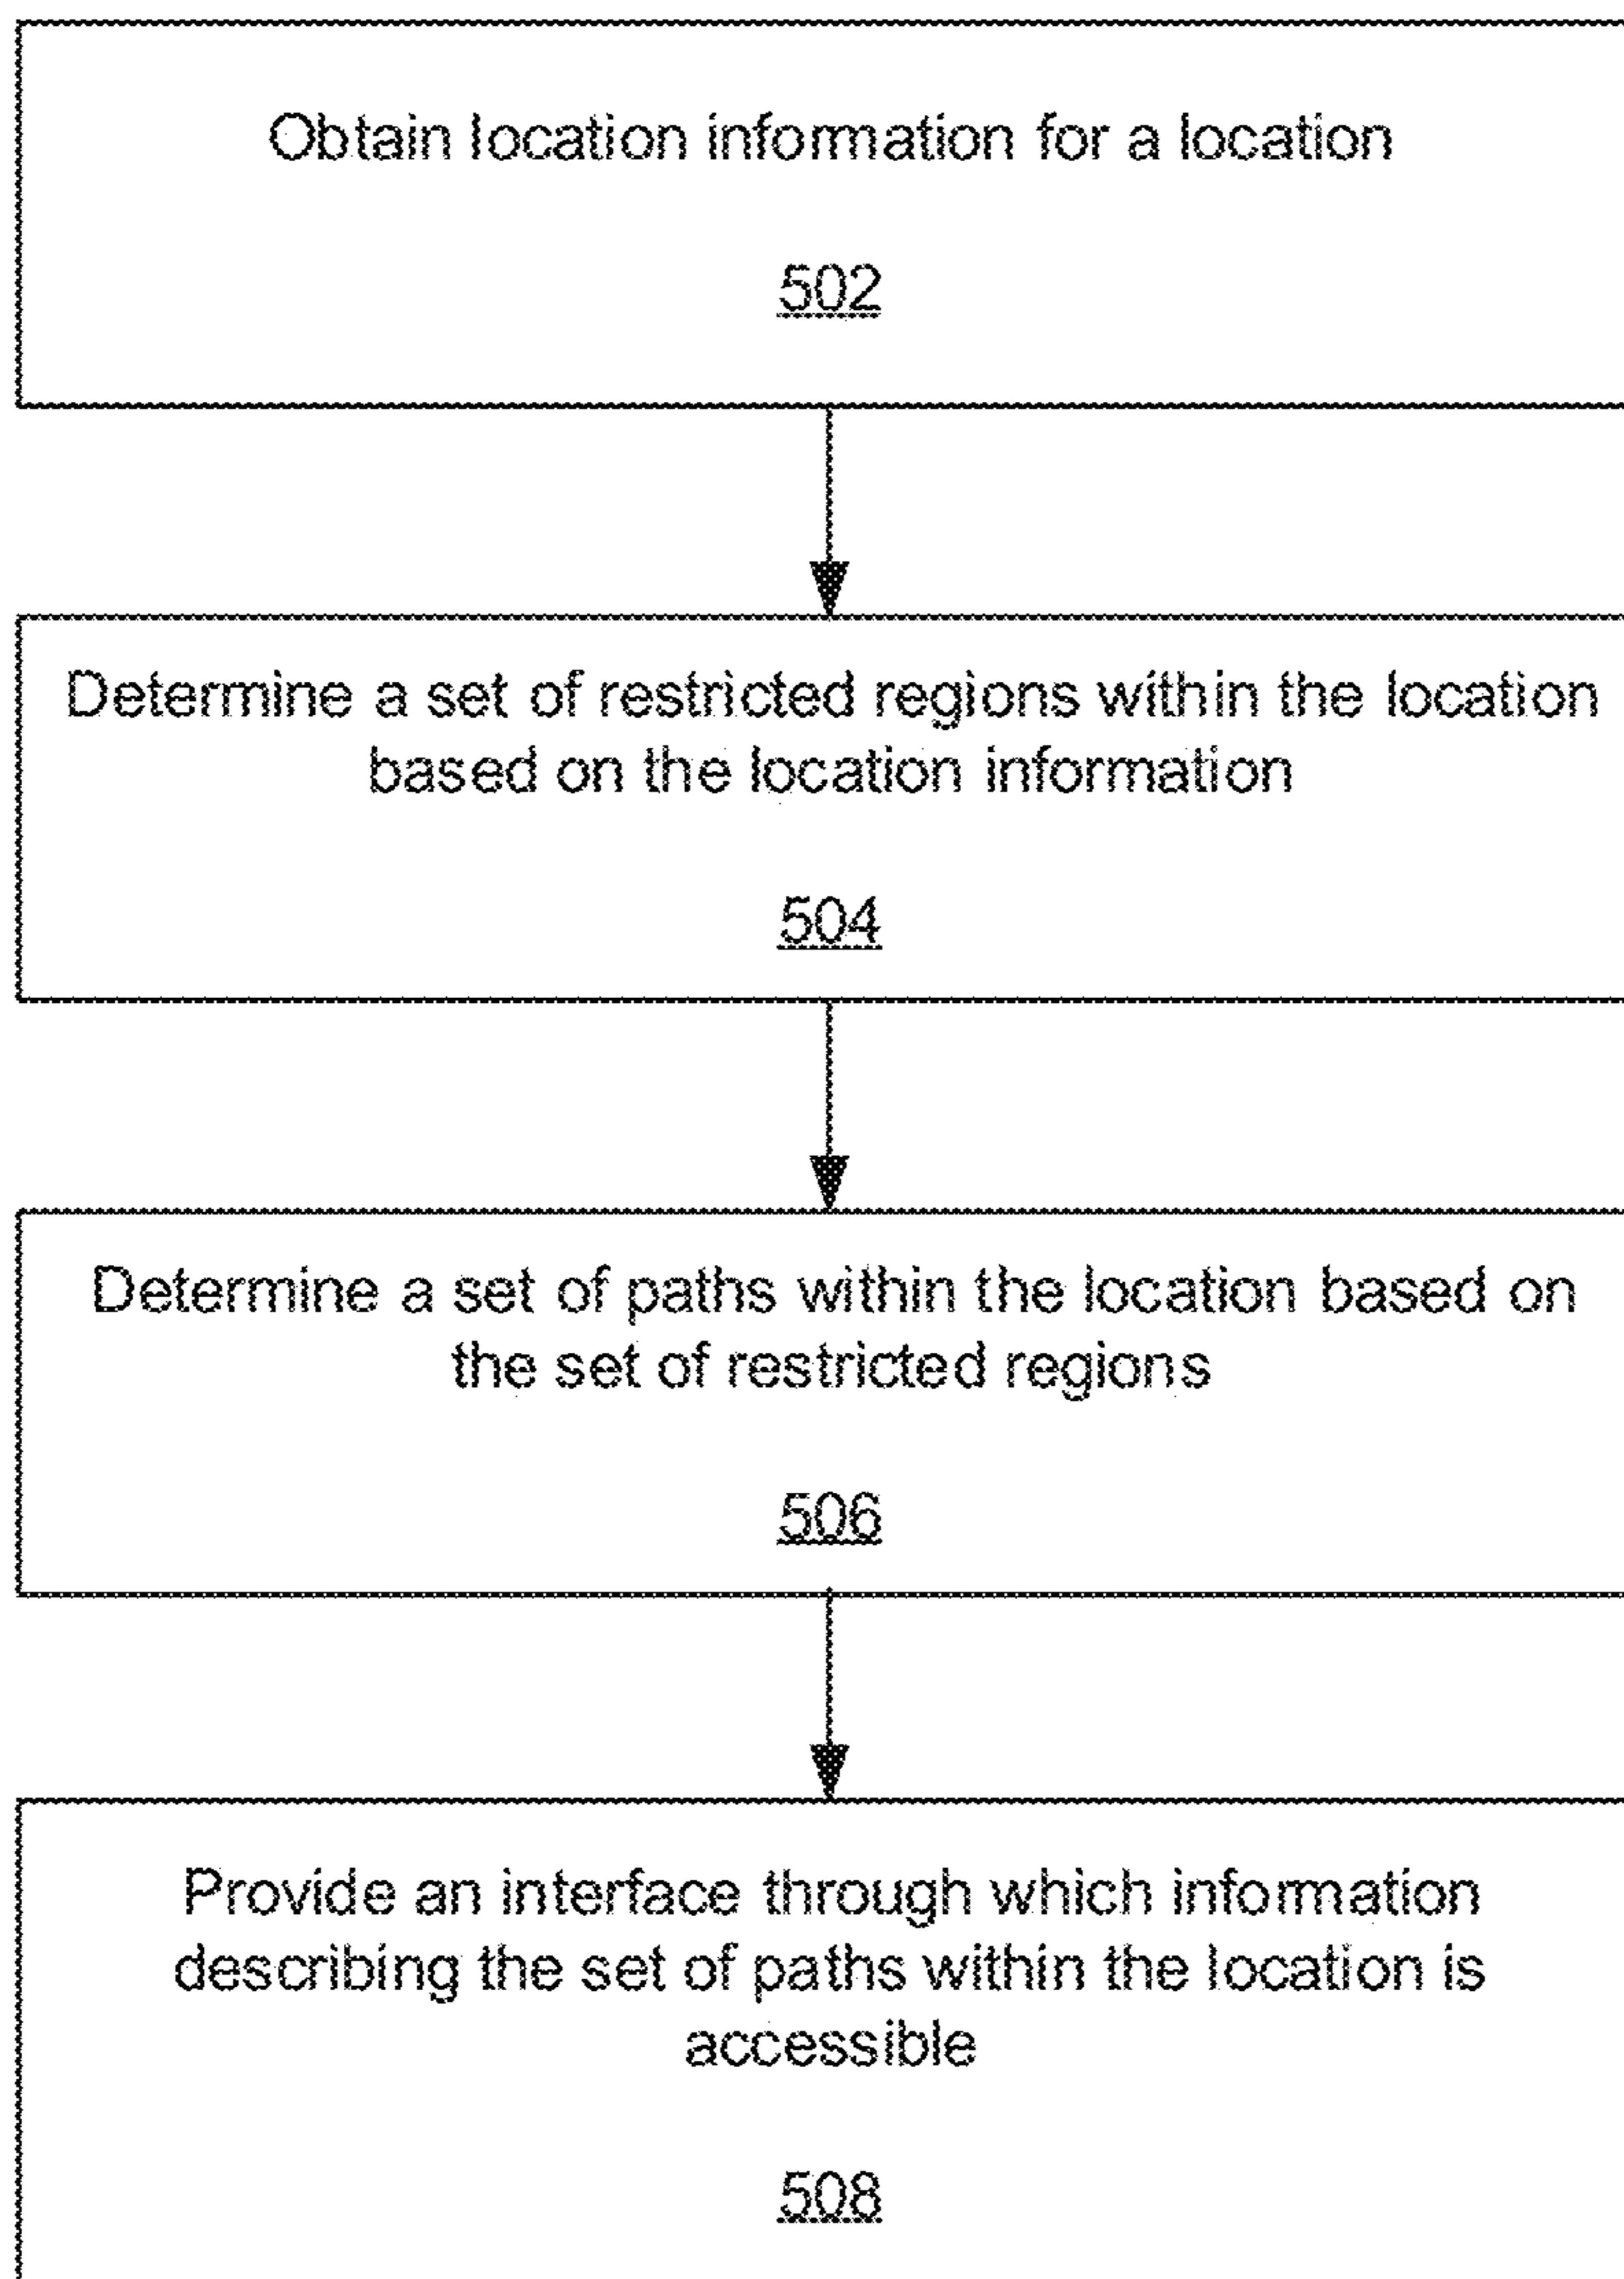 Obtain location information for a location
502
Determine a set of restricted regions within the location
based on the location information
504
Determine a set of paths within the location based on
the set of restricted regions
506
Provide an interface through which information
describing the set of paths within the location is
accessible
508